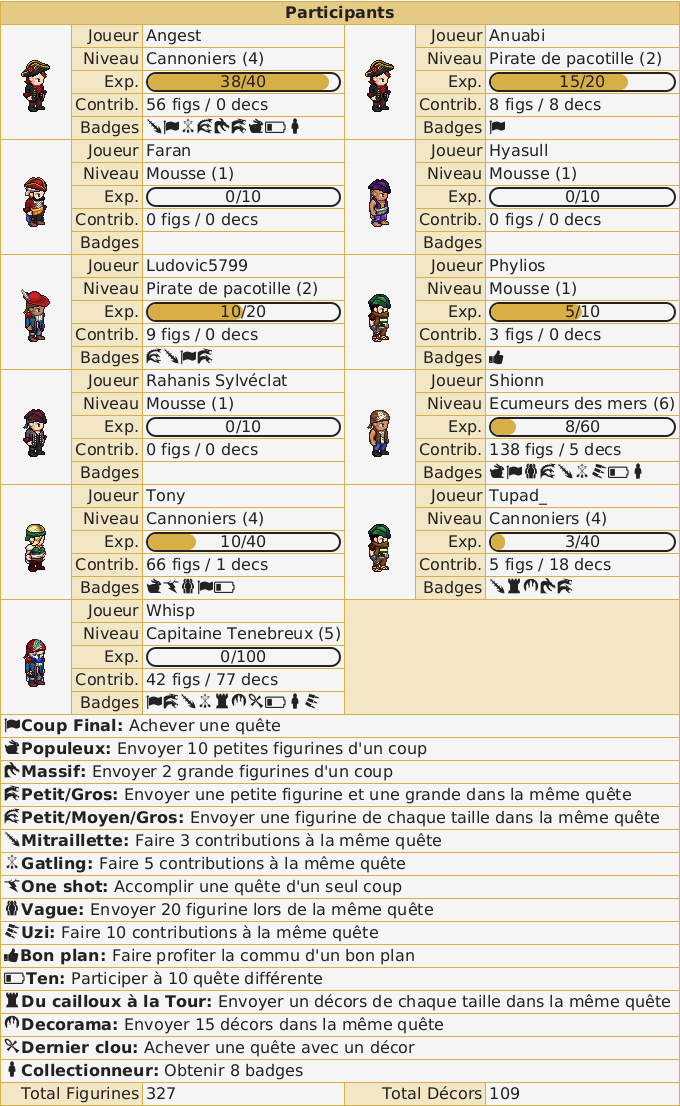 Participants
Joueur Angest
Niveau Cannoniers (4)
Exp. 38/40
Contrib. 56 figs / 0 decs
Badges
Joueur Anuabi
Niveau Pirate de pacotille (2)
Exp. 15/20
Contrib. 8 figs / 8 decs
Badges
Joueur Faran
Niveau Mousse (1)
Exp. 0/10
Contrib. 0 figs / 0 decs
Badges
Joueur Hyasull
Niveau Mousse (1)
Exp. 0/10
Contrib. 0 figs / 0 decs
Badges
Joueur Ludovic5799
Niveau Pirate de pacotille (2)
Exp. 10/20
Contrib. 9 figs / 0 decs
Badges
Joueur Phylios
Niveau Mousse (1)
Exp. 5/10
Contrib. 3 figs / 0 decs
Badges
Joueur Rahanis Sylvéclat
Niveau Mousse (1)
Exp. 0/10
Contrib. 0 figs / 0 decs
Badges
Joueur Shionn
Niveau Ecumeurs des mers (6)
Exp. 8/60
Contrib. 138 figs / 5 decs
Badges
Joueur Tony
Niveau Cannoniers (4)
Exp. 10/40
Contrib. 66 figs / 1 decs
Badges
Joueur Tupad_
Niveau Cannoniers (4)
Exp. 3/40
Contrib. 5 figs / 18 decs
Badges
Joueur Whisp
Niveau Capitaine Tenebreux (5)
Exp. 0/100
Contrib. 42 figs / 77 decs
Badges
Coup Final: Achever une quête
Populeux: Envoyer 10 petites figurines d'un coup
Massif: Envoyer 2 grande figurines d'un coup
Petit/Gros: Envoyer une petite figurine et une grande dans la même quête
Petit/Moyen/Gros: Envoyer une figurine de chaque taille dans la même quête
Mitraillette: Faire 3 contributions à la même quête
Gatling: Faire 5 contributions à la même quête
One shot: Accomplir une quête d'un seul coup
Vague: Envoyer 20 figurine lors de la même quête
Uzi: Faire 10 contributions à la même quête
Bon plan: Faire profiter la commu d'un bon plan
Ten: Participer à 10 quête différente
Du cailloux à la Tour: Envoyer un décors de chaque taille dans la même quête
Decorama: Envoyer 15 décors dans la même quête
Dernier clou: Achever une quête avec un décor
Collectionneur: Obtenir 8 badges
Total Figurines 327
Total Décors 109